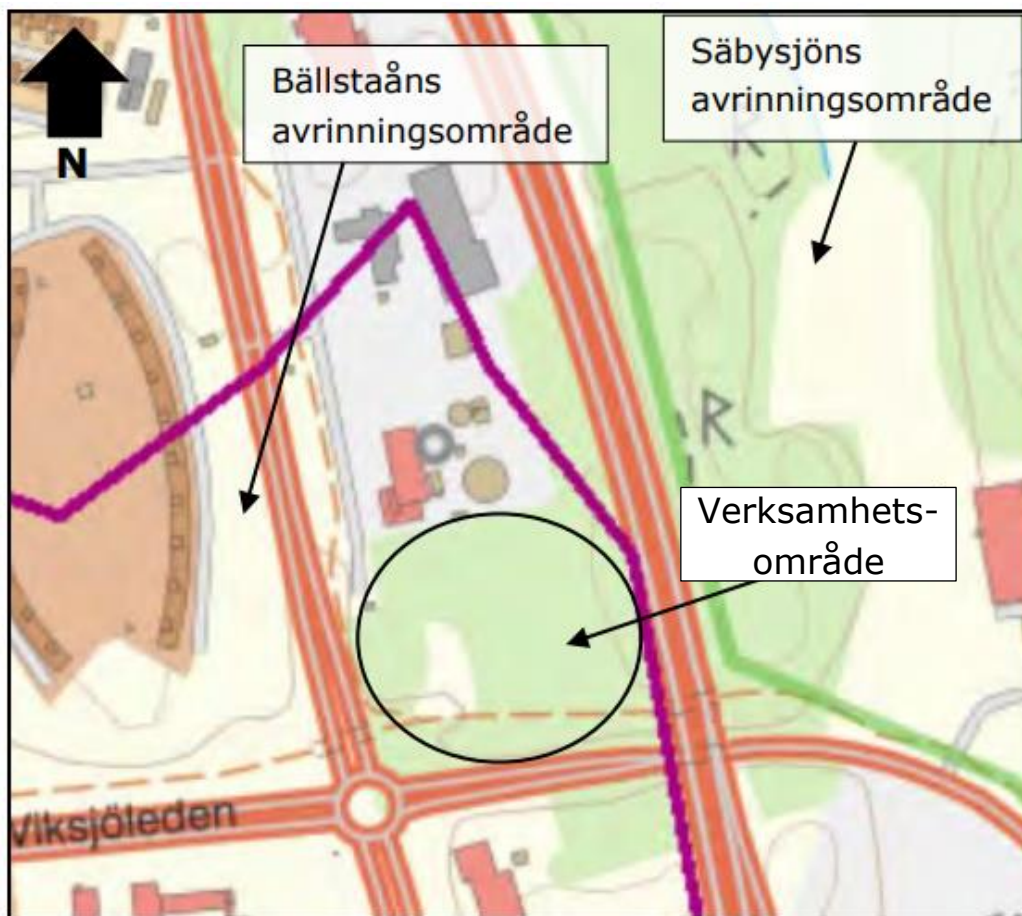 Bällstaåns
avrinningsområde
Säbysjöns
avrinningsområde
N
R
R
Verksamhets-
område
Viksjöleden